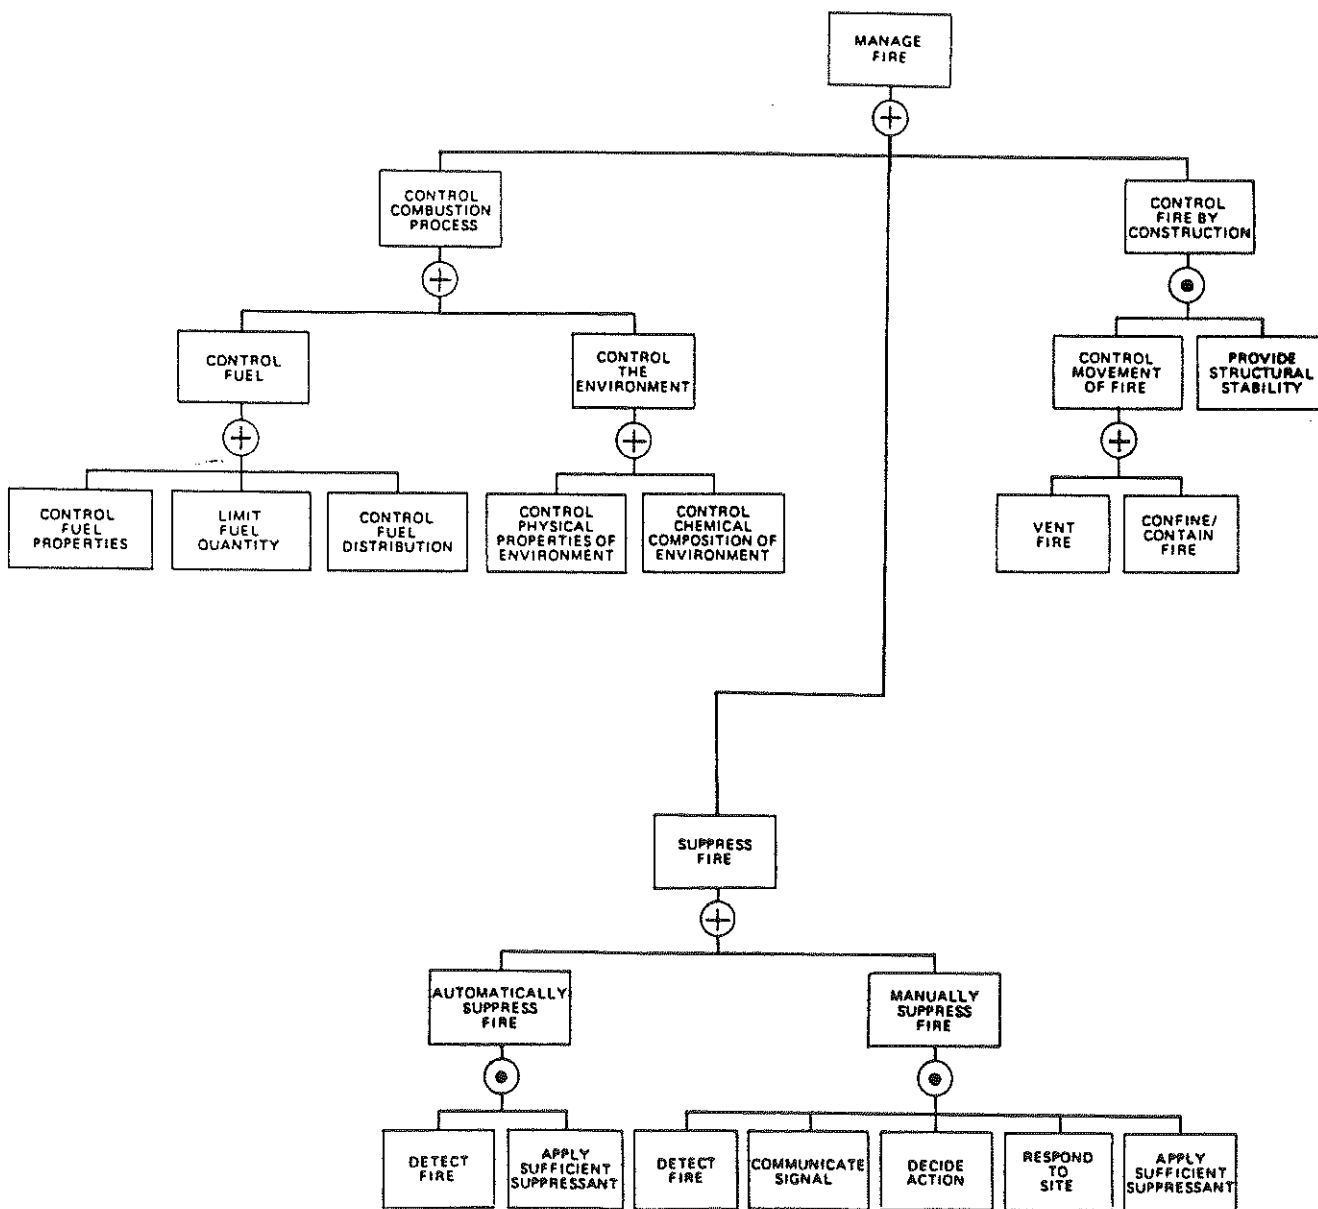 MANAGE
FIRE
CONTROL
COMBUSTION
PROCESS
CONTROL
FIRE BY
CONSTRUCTION
CONTROL
FUEL
CONTROL
THE
ENVIRONMENT
CONTROL
MOVEMENT
OF FIRE
PROVIDE
STRUCTURAL
STABILITY
CONTROL
FUEL
PROPERTIES
LIMIT
FUEL
QUANTITY
CONTROL
FUEL
DISTRIBUTION
CONTROL
PHYSICAL
PROPERTIES OF
ENVIRONMENT
CONTROL
CHEMICAL
COMPOSITION OF
ENVIRONMENT
VENT
FIRE
CONFINE/
CONTAIN
FIRE
SUPPRESS
FIRE
AUTOMATICALLY
SUPPRESS
FIRE
MANUALLY
SUPPRESS
FIRE
DETECT
FIRE
APPLY
SUFFICIENT
SUPPRESSANT
DETECT
FIRE
COMMUNICATE
SIGNAL
DECIDE
ACTION
RESPOND
TO
SITE
APPLY
SUFFICIENT
SUPPRESSANT